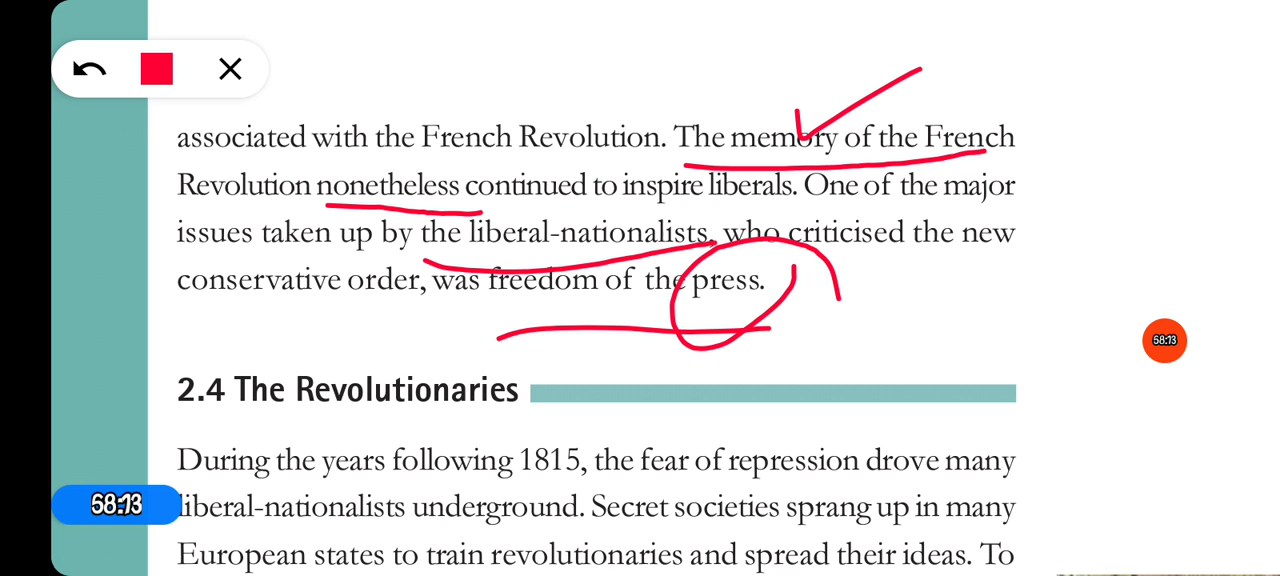 associated with the French Revolution. The memory of the French
Revolution nonetheless continued to inspire liberals. One of the major
issues taken up by the liberal-nationalists, who criticised the new
conservative order, was freedom of the press.
58:13
2.4 The Revolutionaries
During the years following 1815, the fear of repression drove many
liberal-nationalists underground. Secret societies sprang up in many
European states to train revolutionaries and spread their ideas. To